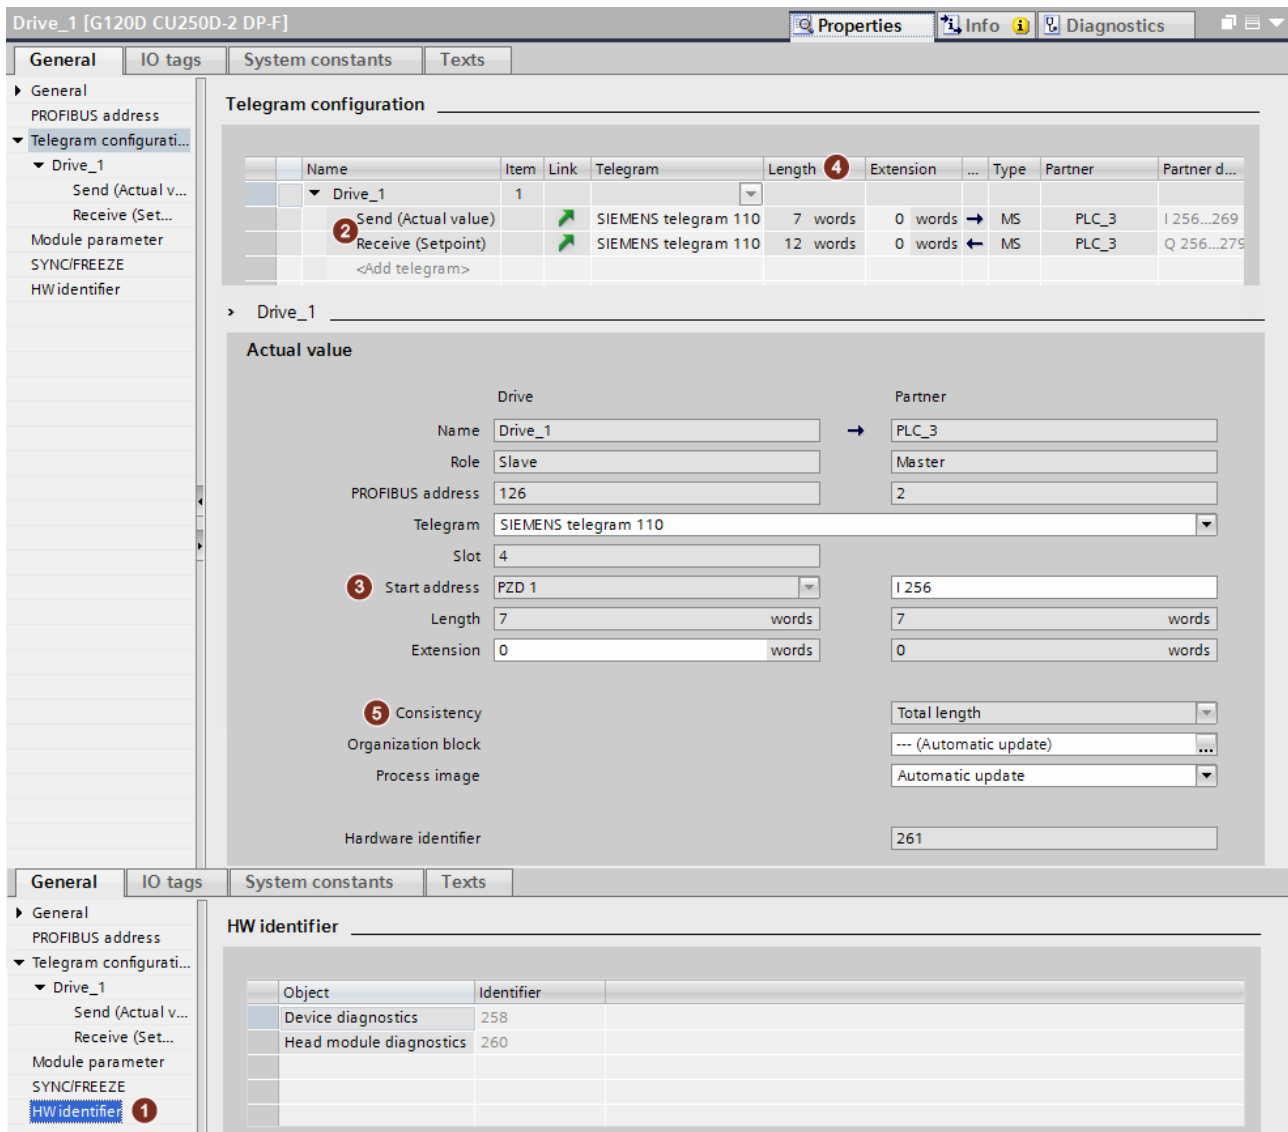 Drive_1 [G120D CU250D-2 DP-F]
Properties
Info
Diagnostics
General
IO tags
System constants
Texts
General
PROFIBUS address
Telegram configurati...
Drive_1
Send (Actual v...
Receive (Set...
Module parameter
SYNC/FREEZE
HW identifier
Telegram configuration
Name Item Link Telegram Length 4 Extension ... Type Partner Partner d...
Drive_1 1
Send (Actual value) SIEMENS telegram 110 7 words 0 words → MS PLC_3 I 256...269
2
Receive (Setpoint) SIEMENS telegram 110 12 words 0 words ← MS PLC_3 Q 256...279
<Add telegram>
> Drive_1
Actual value
Drive Partner
Name Drive_1 → PLC_3
Role Slave Master
PROFIBUS address 126 2
Telegram SIEMENS telegram 110
Slot 4
3 Start address PZD 1 I 256
Length 7 words 7 words
Extension 0 words 0 words
5 Consistency Total length
Organization block --- (Automatic update) ...
Process image Automatic update
Hardware identifier 261
General
IO tags
System constants
Texts
General
PROFIBUS address
Telegram configurati...
Drive_1
Send (Actual v...
Receive (Set...
Module parameter
SYNC/FREEZE
HW identifier 1
HW identifier
Object Identifier
Device diagnostics 258
Head module diagnostics 260